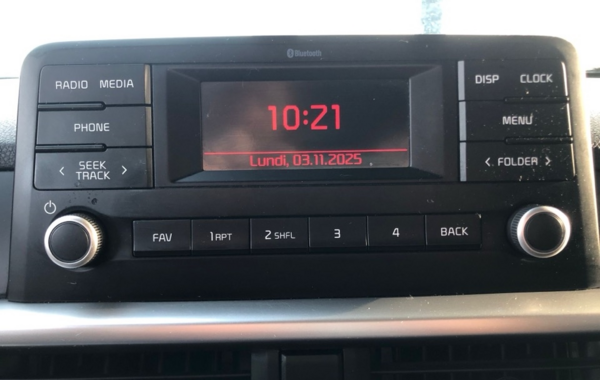 Bluetooth
RADIO MEDIA
DISP CLOCK
10:21
PHONE
MENU
Lundi, 03.11.2025
< SEEK TRACK >
< FOLDER >
FAV
1 RPT
2 SHFL
3
4
BACK